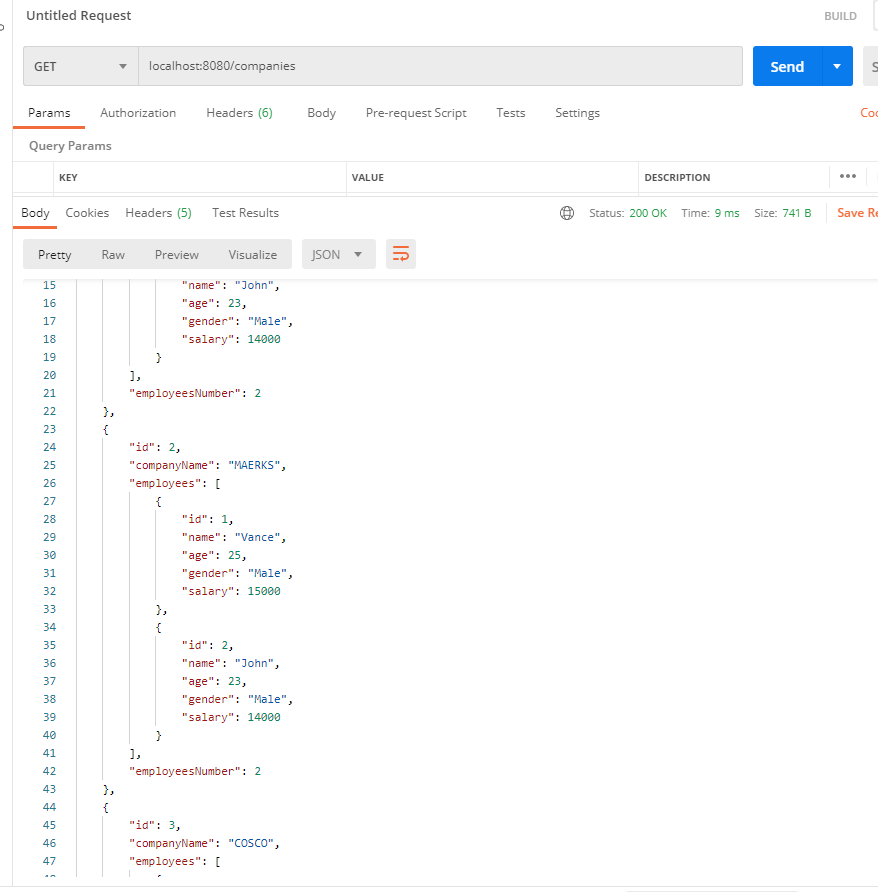 Untitled Request BUILD
GET localhost:8080/companies Send S
Params Authorization Headers (6) Body Pre-request Script Tests Settings Coo
Query Params
KEY VALUE DESCRIPTION •••
Body Cookies Headers (5) Test Results Status: 200 OK Time: 9 ms Size: 741 B Save Re
Pretty Raw Preview Visualize JSON
15 "name": "John",
16 "age": 23,
17 "gender": "Male",
18 "salary": 14000
19 }
20 ],
21 "employeesNumber": 2
22 },
23 {
24 "id": 2,
25 "companyName": "MAERKS",
26 "employees": [
27 {
28 "id": 1,
29 "name": "Vance",
30 "age": 25,
31 "gender": "Male",
32 "salary": 15000
33 },
34 {
35 "id": 2,
36 "name": "John",
37 "age": 23,
38 "gender": "Male",
39 "salary": 14000
40 }
41 ],
42 "employeesNumber": 2
43 },
44 {
45 "id": 3,
46 "companyName": "COSCO",
47 "employees": [